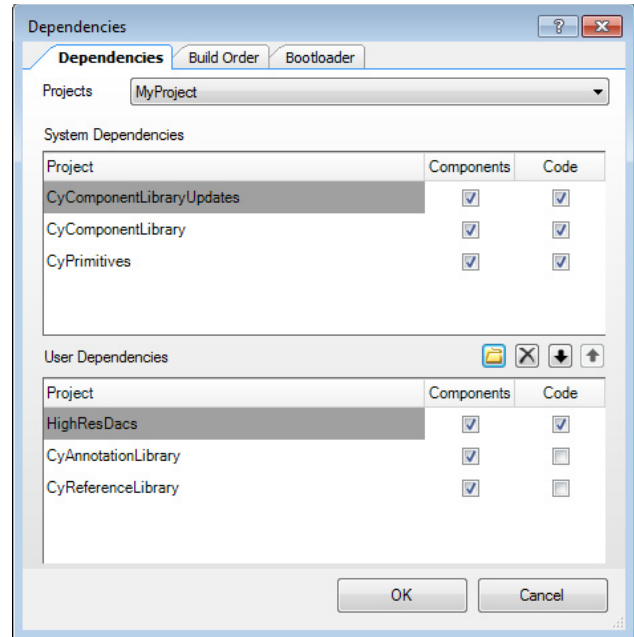 Dependencies
Dependencies Build Order Bootloader
Projects MyProject
System Dependencies
Project Components Code
CyComponentLibraryUpdates
CyComponentLibrary
CyPrimitives
User Dependencies
Project Components Code
HighResDacs
CyAnnotationLibrary
CyReferenceLibrary
OK Cancel